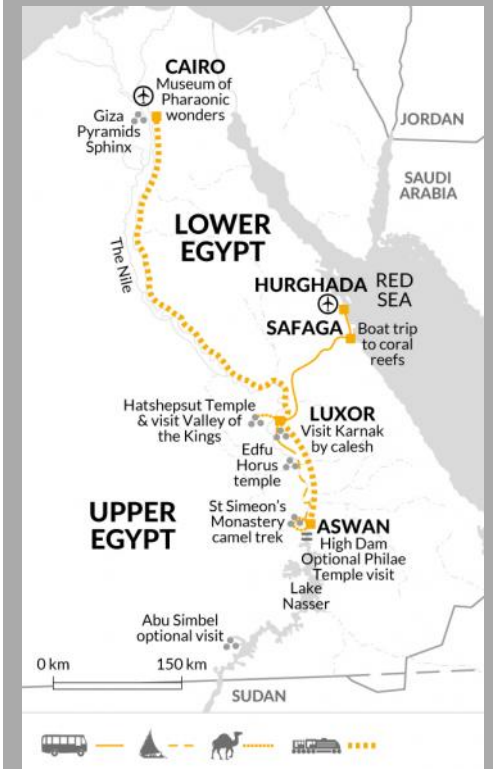 CAIRO
Museum of
Pharaonic
wonders
Giza
Pyramids
Sphinx
JORDAN
SAUDI
ARABIA
LOWER
EGYPT
The Nile
HURGHADA
RED
SEA
SAFAGA
Boat trip
to coral
reefs
Hatshepsut Temple
& visit Valley of
the Kings
LUXOR
Visit Karnak
by calesh
Edfu
Horus
temple
UPPER
EGYPT
St Simeon's
Monastery
camel trek
ASWAN
High Dam
Optional Philae
Temple visit
Lake
Nasser
Abu Simbel
optional visit
0 km 150 km
SUDAN